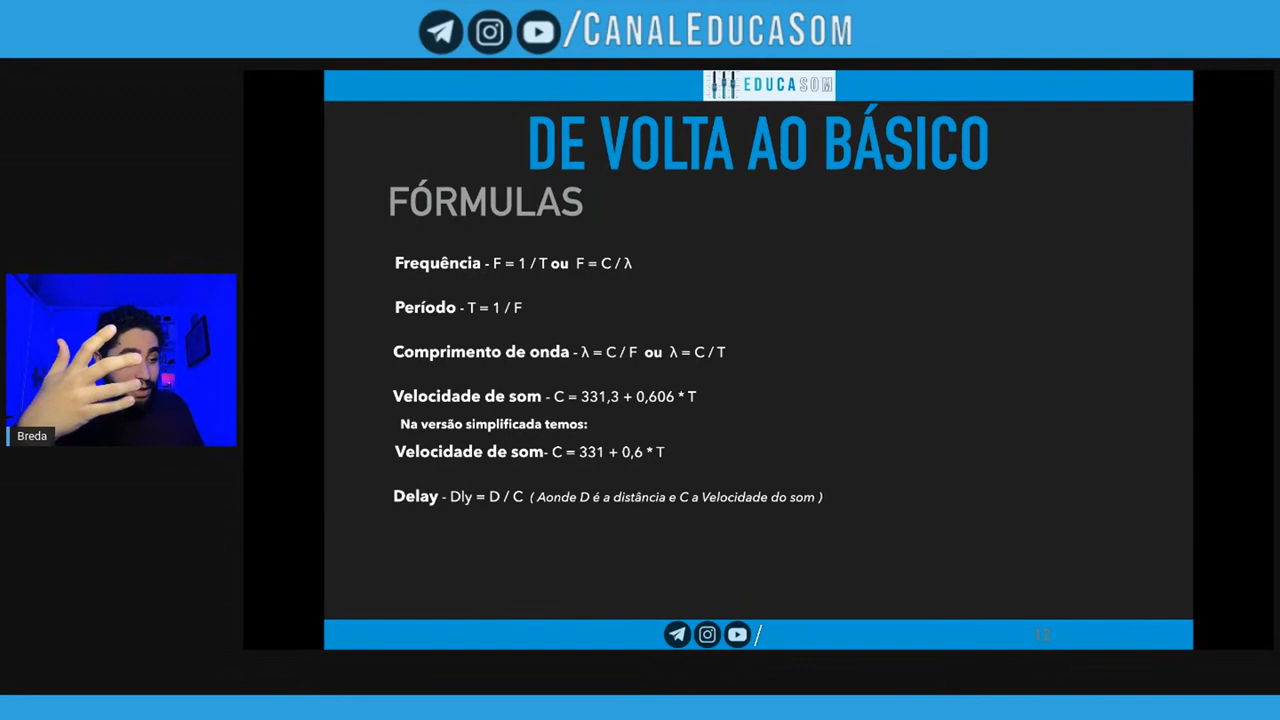 /CANALEDUCASOM
EDUCASOM
DE VOLTA AO BÁSICO
FÓRMULAS
Frequência - F = 1 / T ou F = C / λ
Período - T = 1 / F
Comprimento de onda - λ = C / F ou λ = C / T
Velocidade de som - C = 331,3 + 0,606 * T
Na versão simplificada temos:
Velocidade de som- C = 331 + 0,6 * T
Delay - Dly = D / C ( Aonde D é a distância e C a Velocidade do som )
Breda
/
12